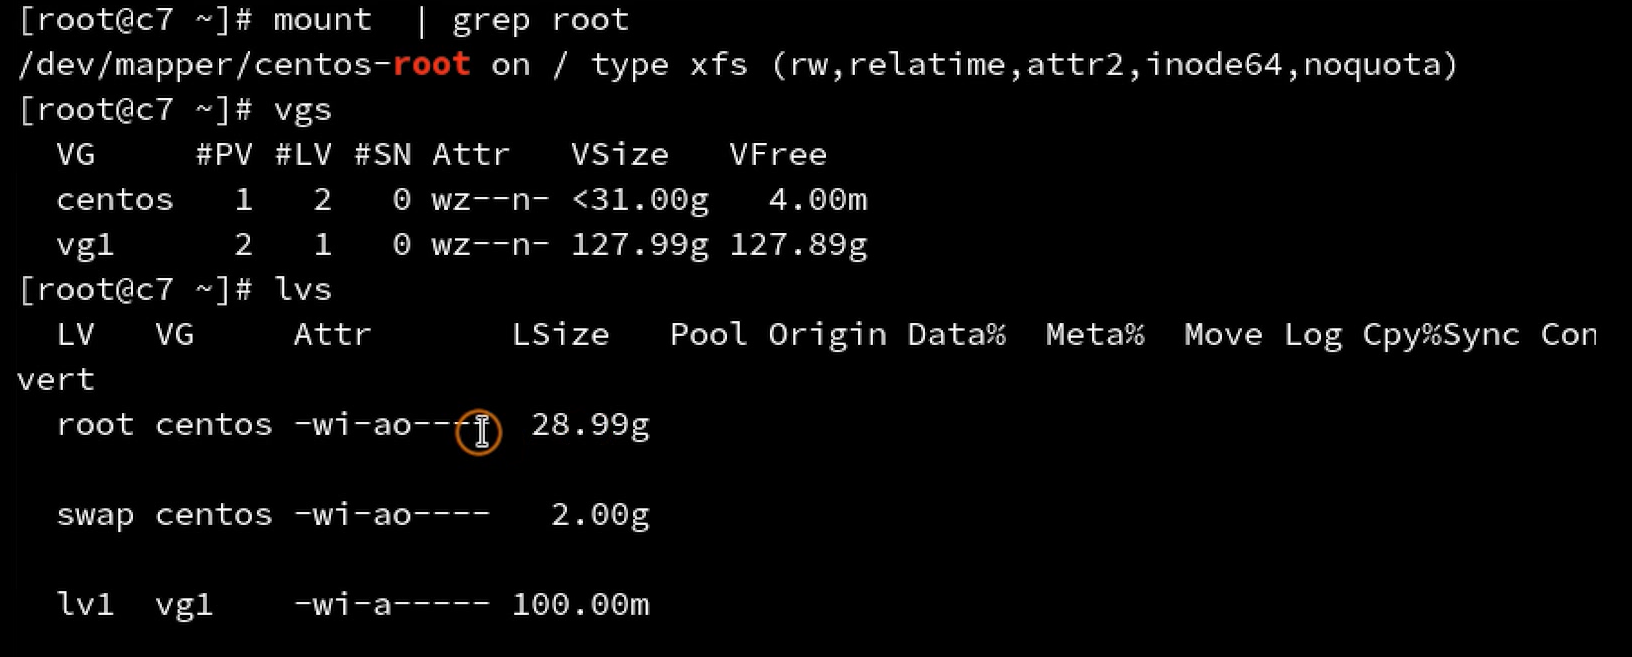 [root@c7 ~]# mount  | grep root
/dev/mapper/centos-root on / type xfs (rw,relatime,attr2,inode64,noquota)
[root@c7 ~]# vgs
  VG     #PV #LV #SN Attr   VSize   VFree
  centos   1   2   0 wz--n- <31.00g   4.00m
  vg1      2   1   0 wz--n- 127.99g 127.89g
[root@c7 ~]# lvs
  LV   VG     Attr       LSize   Pool Origin Data%  Meta%  Move Log Cpy%Sync Con
vert
  root centos -wi-ao----  28.99g
  swap centos -wi-ao----   2.00g
  lv1  vg1    -wi-a----- 100.00m